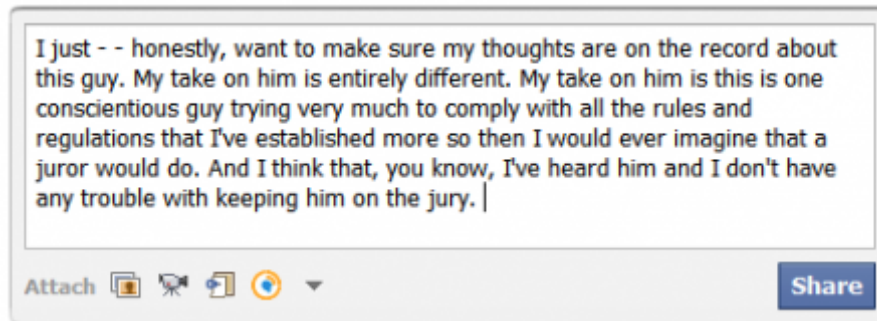 I just - - honestly, want to make sure my thoughts are on the record about
this guy. My take on him is entirely different. My take on him is this is one
conscientious guy trying very much to comply with all the rules and
regulations that I've established more so then I would ever imagine that a
juror would do. And I think that, you know, I've heard him and I don't have
any trouble with keeping him on the jury.
Attach Share